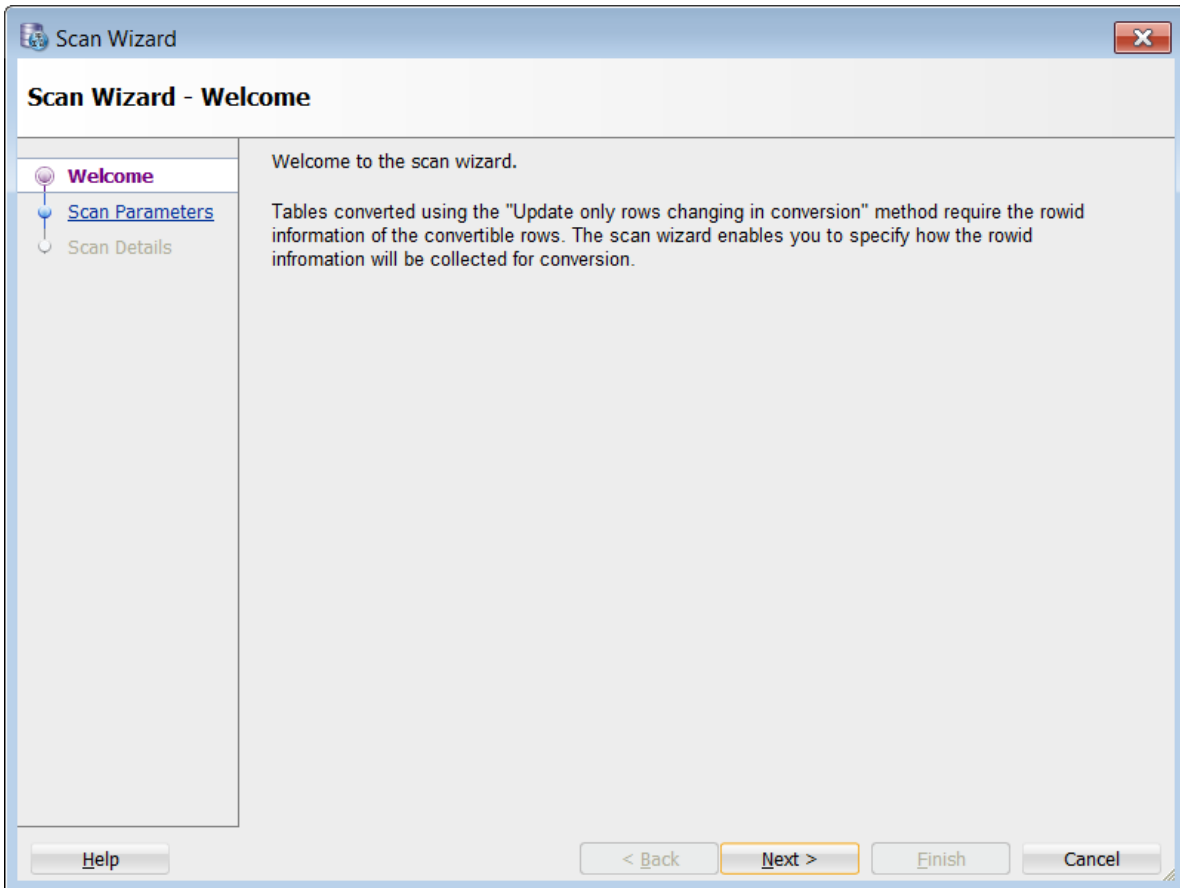 Scan Wizard
Scan Wizard - Welcome
Welcome
Scan Parameters
Scan Details
Welcome to the scan wizard.
Tables converted using the "Update only rows changing in conversion" method require the rowid
information of the convertible rows. The scan wizard enables you to specify how the rowid
infromation will be collected for conversion.
Help
< Back
Next >
Finish
Cancel